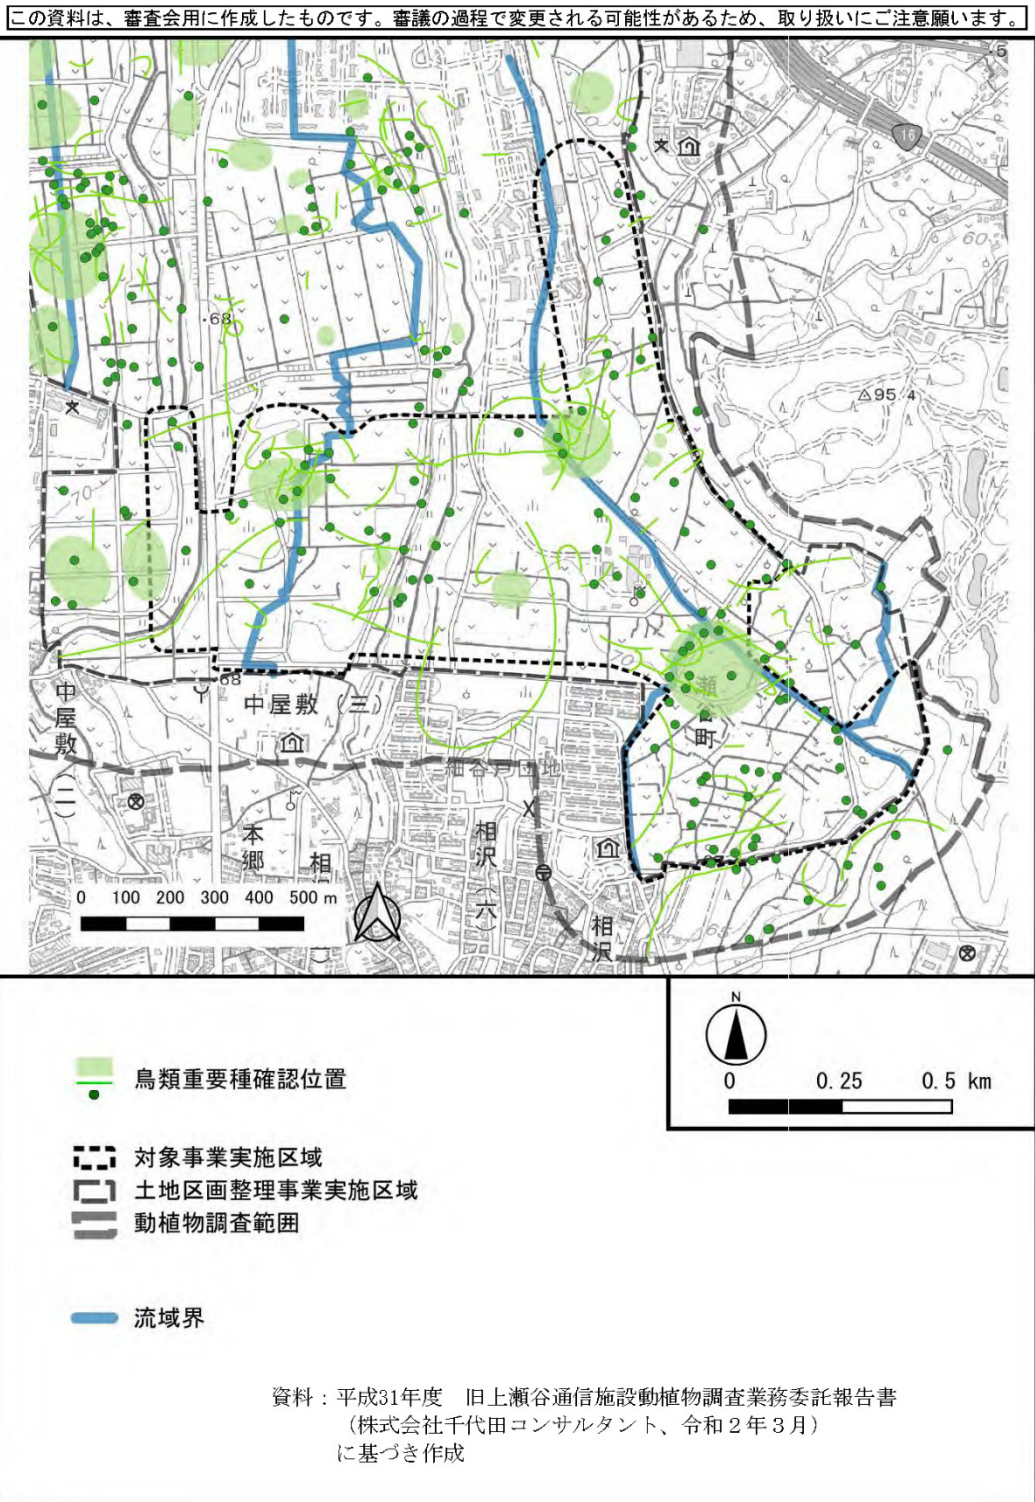 この資料は、審査会用に作成したものです。審議の過程で変更される可能性があるため、取り扱いにご注意願います。
・5
16
文
60
・68
△95.4
文
70
68
中屋敷(二)
中屋敷(三)
瀬谷町
細谷戸団地
本郷
相沢(六)
相沢
0 100 200 300 400 500 m
N
0 0.25 0.5 km
鳥類重要種確認位置
対象事業実施区域
土地区画整理事業実施区域
動植物調査範囲
流域界
資料:平成31年度 旧上瀬谷通信施設動植物調査業務委託報告書
(株式会社千代田コンサルタント、令和2年3月)
に基づき作成